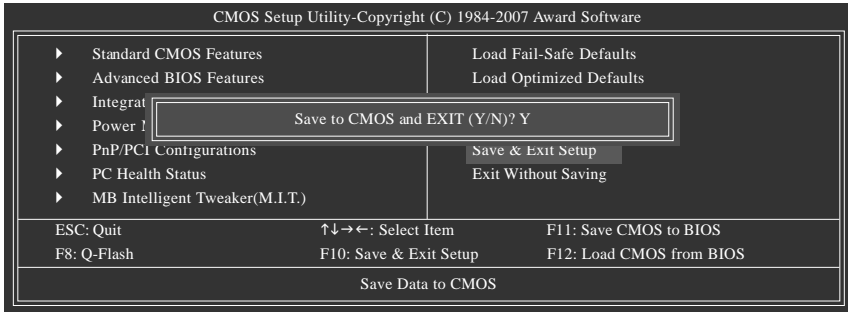 CMOS Setup Utility-Copyright (C) 1984-2007 Award Software
Standard CMOS Features
Advanced BIOS Features
Integrat
Power
PnP/PCI Configurations
PC Health Status
MB Intelligent Tweaker(M.I.T.)
Load Fail-Safe Defaults
Load Optimized Defaults
Save & Exit Setup
Exit Without Saving
Save to CMOS and EXIT (Y/N)? Y
ESC: Quit ↑↓→←: Select Item F11: Save CMOS to BIOS
F8: Q-Flash F10: Save & Exit Setup F12: Load CMOS from BIOS
Save Data to CMOS